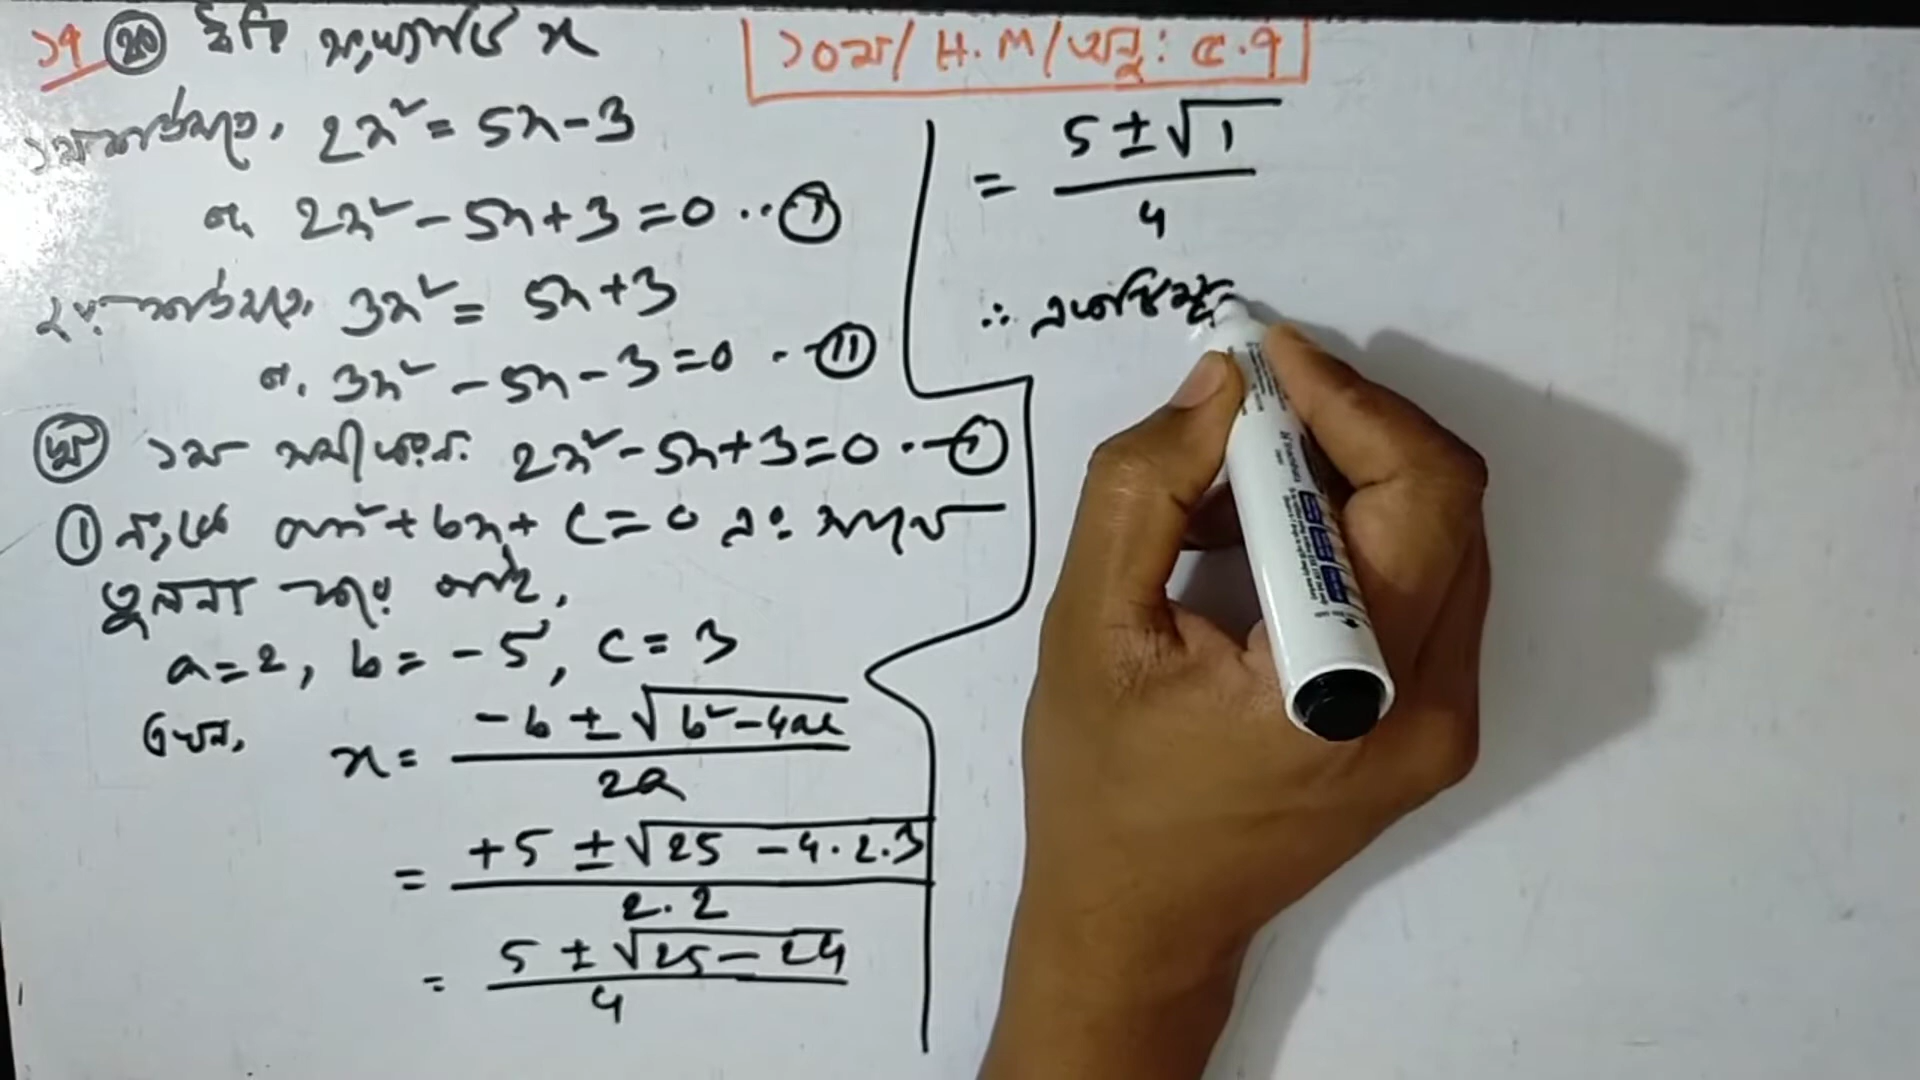 ১৭ ক ধরি সংখ্যাটি x
১০ম/ H.M/অনু: ৫.৭
১ম শর্তমতে, 2x² = 5x - 3
বা, 2x² - 5x + 3 = 0 ... (i)
২য় শর্তমতে, 3x² = 5x + 3
বা, 3x² - 5x - 3 = 0 ... (ii)
খ ১ম সমীকরণ 2x² - 5x + 3 = 0 ... (i)
(i) নংকে ax² + bx + c = 0 এর সাথে
তুলনা করে পাই,
a = 2, b = -5, c = 3
এখন, x = (-b ± √(b² - 4ac)) / 2a
= (+5 ± √(25 - 4.2.3)) / 2.2
= (5 ± √(25 - 24)) / 4
= (5 ± √1) / 4
∴